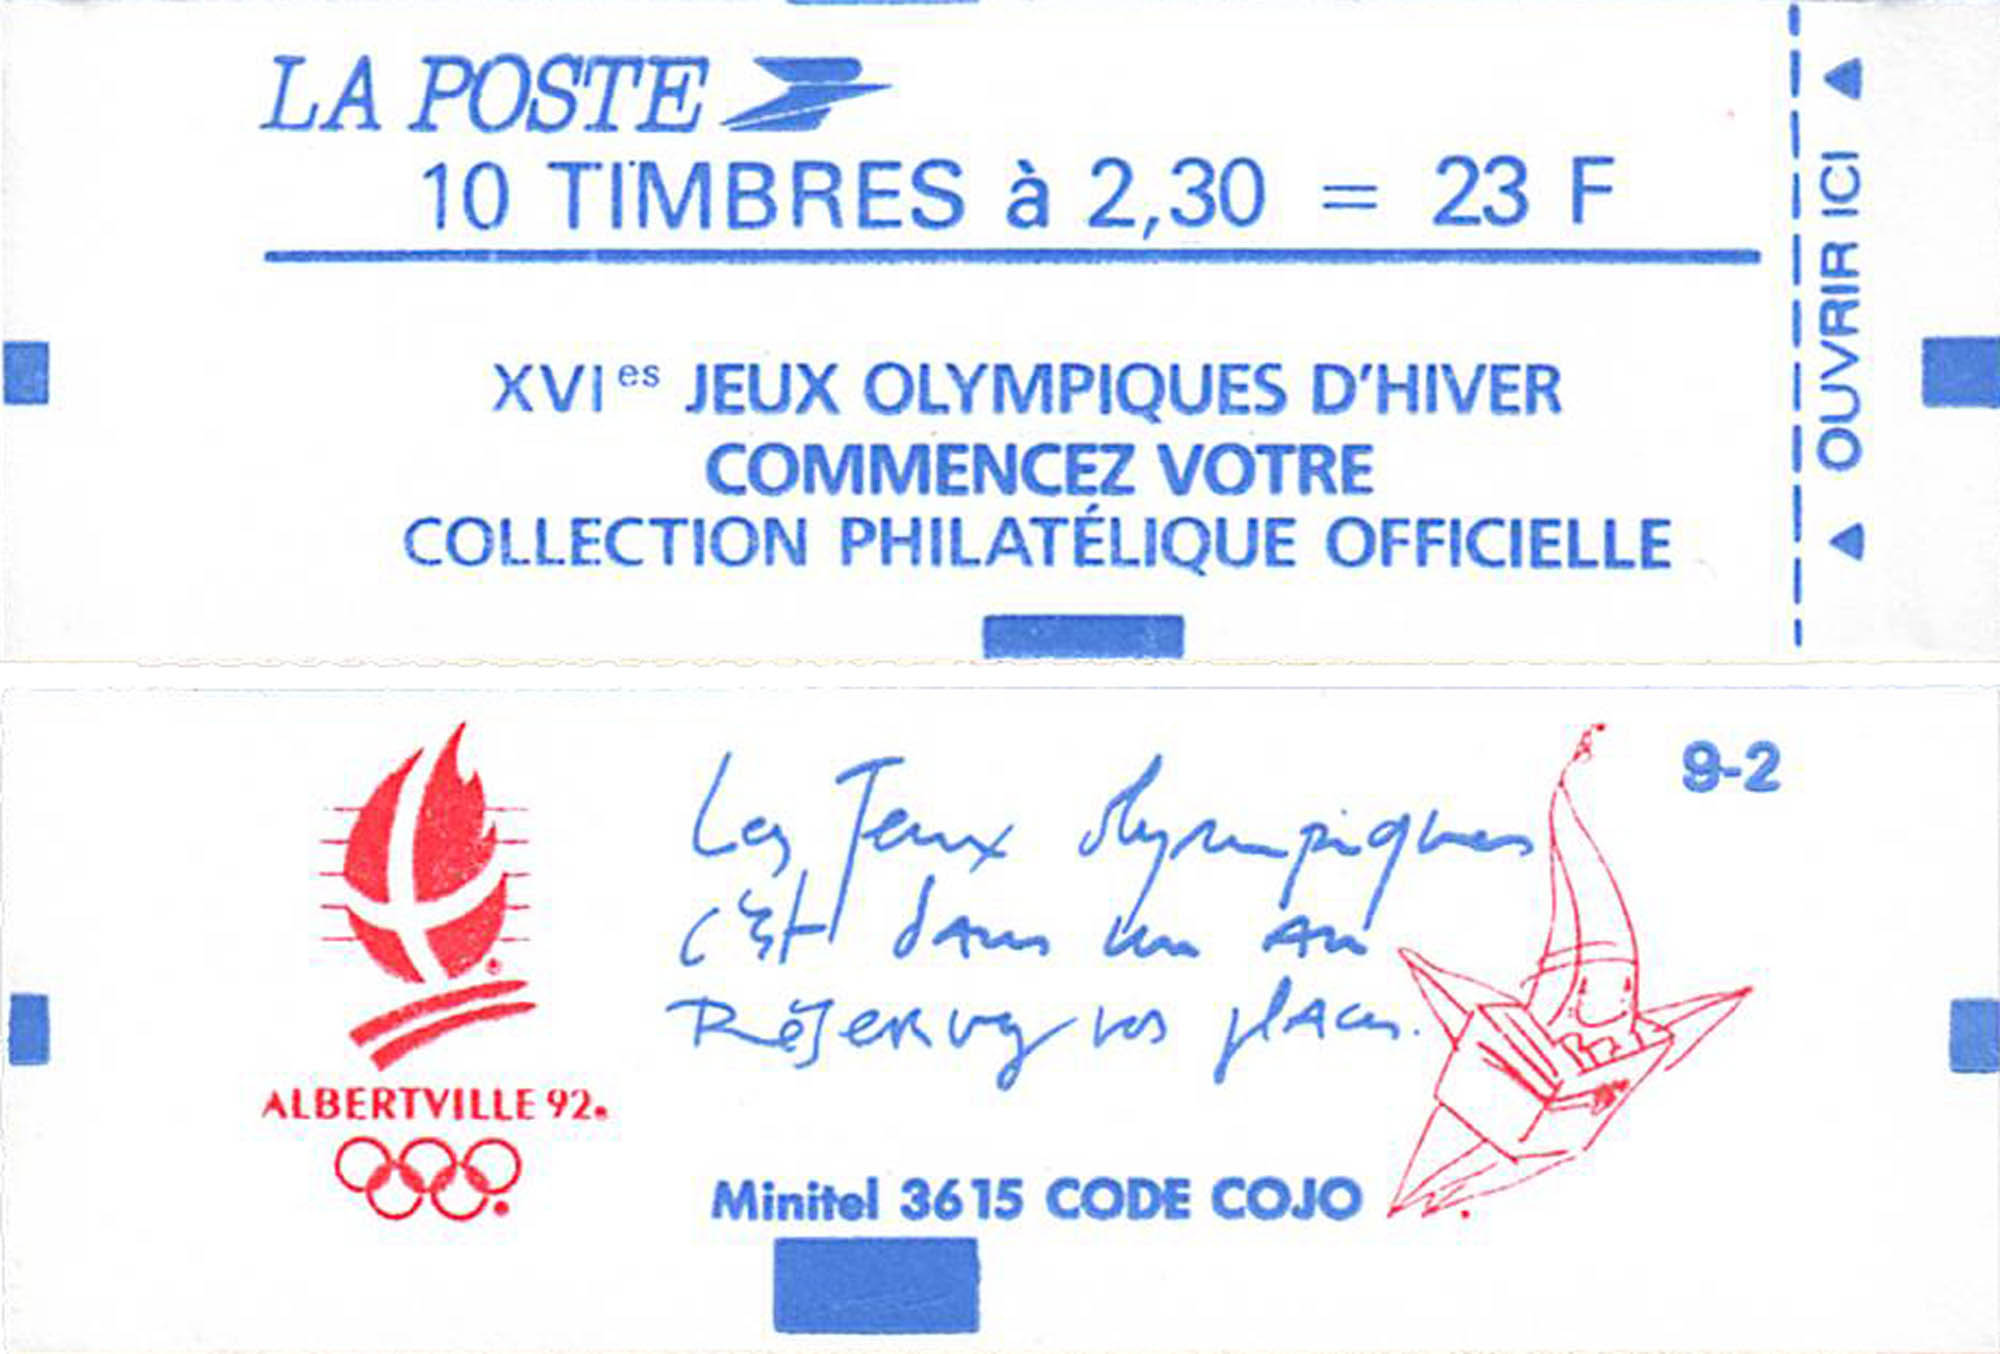 LA POSTE
10 TIMBRES à 2,30 = 23 F
OUVRIR ICI
XVIes JEUX OLYMPIQUES D'HIVER
COMMENCEZ VOTRE
COLLECTION PHILATÉLIQUE OFFICIELLE
9-2
Les Jeux olympiques
c'est dans un an
Réservez vos places.
ALBERTVILLE 92.
Minitel 3615 CODE COJO